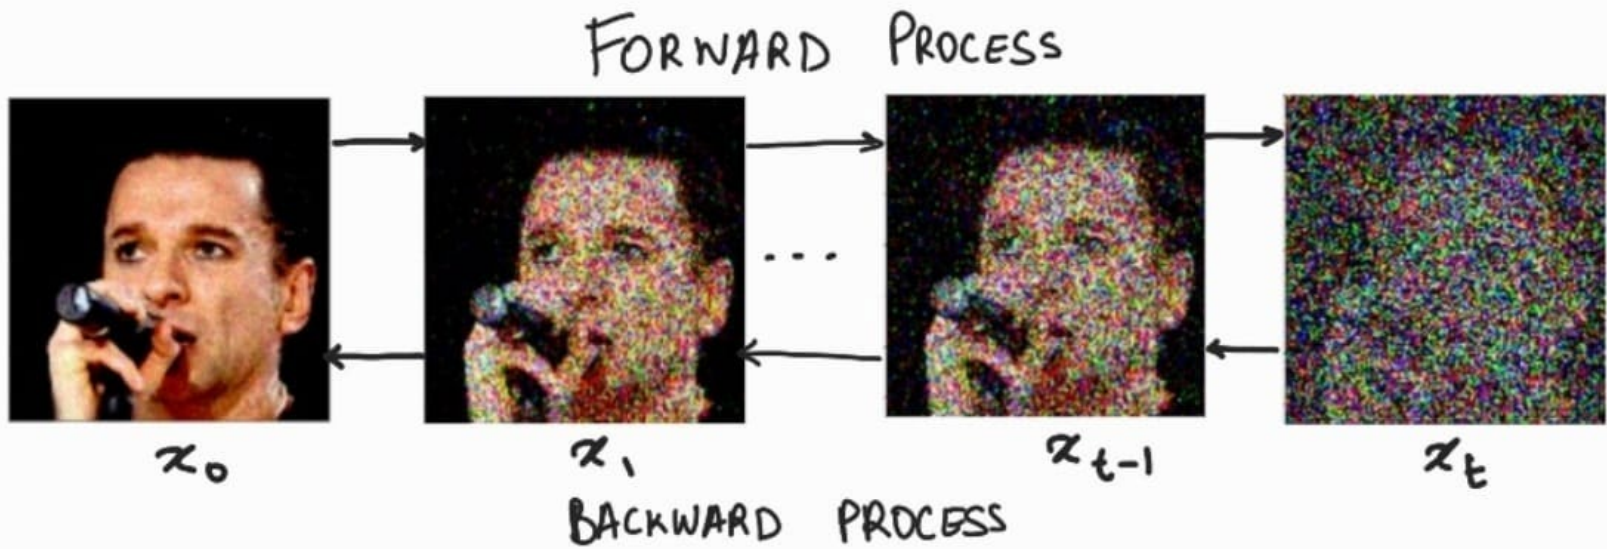 FORWARD PROCESS
...
x₀
x₁
xₜ₋₁
xₜ
BACKWARD PROCESS